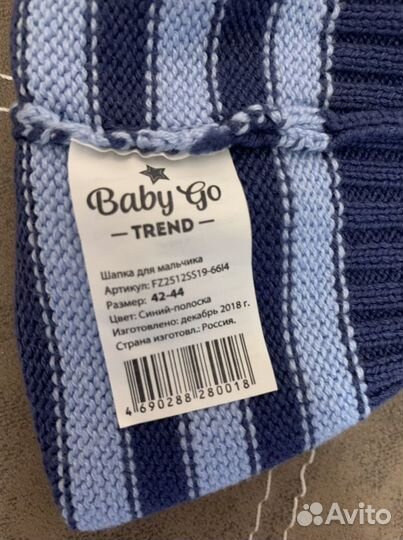 Baby Go
— TREND —
Шапка для мальчика
Артикул: FZ2512SS19-66I4
Размер: 42-44
Цвет: Синий-полоска
Изготовлено: декабрь 2018 г.
Страна изготовл.: Россия.
4 690288 280018
Avito